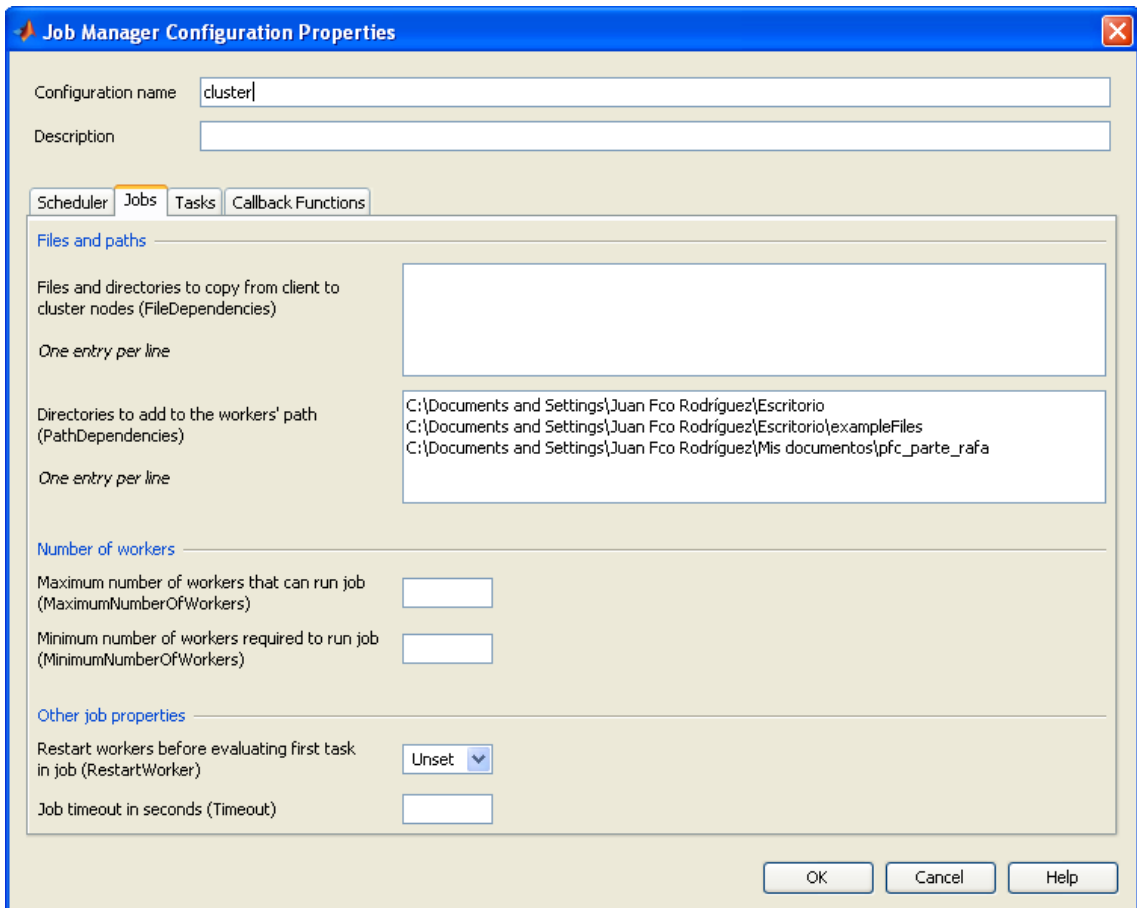 Job Manager Configuration Properties
Configuration name cluster
Description
Scheduler Jobs Tasks Callback Functions
Files and paths
Files and directories to copy from client to
cluster nodes (FileDependencies)
One entry per line
Directories to add to the workers' path
(PathDependencies)
One entry per line
C:\Documents and Settings\Juan Fco Rodríguez\Escritorio
C:\Documents and Settings\Juan Fco Rodríguez\Escritorio\exampleFiles
C:\Documents and Settings\Juan Fco Rodríguez\Mis documentos\pfc_parte_rafa
Number of workers
Maximum number of workers that can run job
(MaximumNumberOfWorkers)
Minimum number of workers required to run job
(MinimumNumberOfWorkers)
Other job properties
Restart workers before evaluating first task
in job (RestartWorker)
Unset
Job timeout in seconds (Timeout)
OK Cancel Help